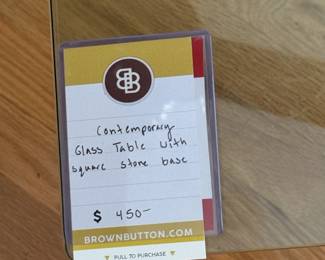 BB
Contemporary
Glass Table with
square stone base
$ 450-
BROWNBUTTON.COM
▼ PULL TO PURCHASE ▼